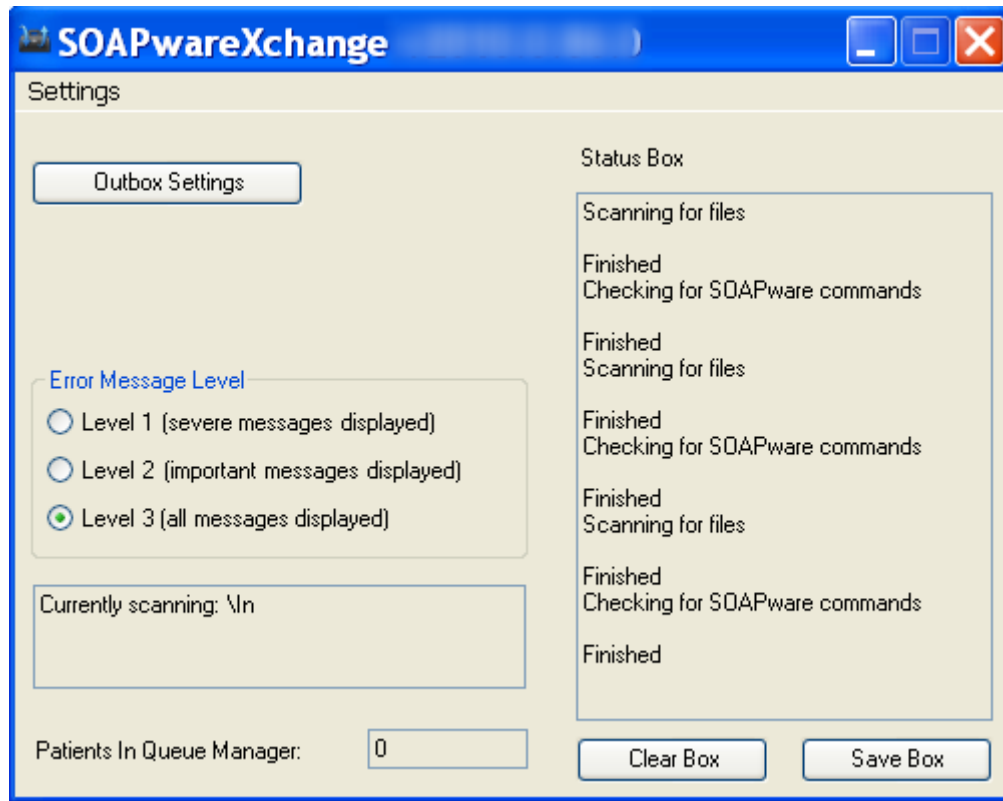 SOAPwareXchange
Settings
Outbox Settings
Error Message Level
Level 1 (severe messages displayed)
Level 2 (important messages displayed)
Level 3 (all messages displayed)
Currently scanning: \In
Patients In Queue Manager:
0
Status Box
Scanning for files
Finished
Checking for SOAPware commands
Finished
Scanning for files
Finished
Checking for SOAPware commands
Finished
Scanning for files
Finished
Checking for SOAPware commands
Finished
Clear Box
Save Box